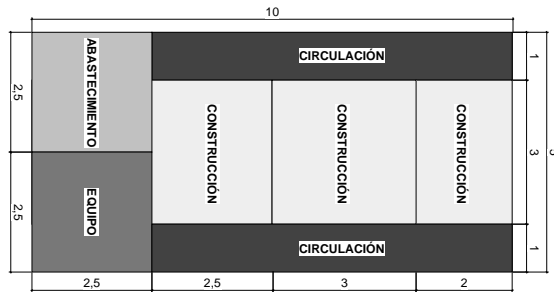 10
ABASTECIMIENTO
CIRCULACIÓN
1
2,5
CONSTRUCCIÓN
CONSTRUCCIÓN
CONSTRUCCIÓN
3
5
EQUIPO
2,5
CIRCULACIÓN
1
2,5
2,5
3
2